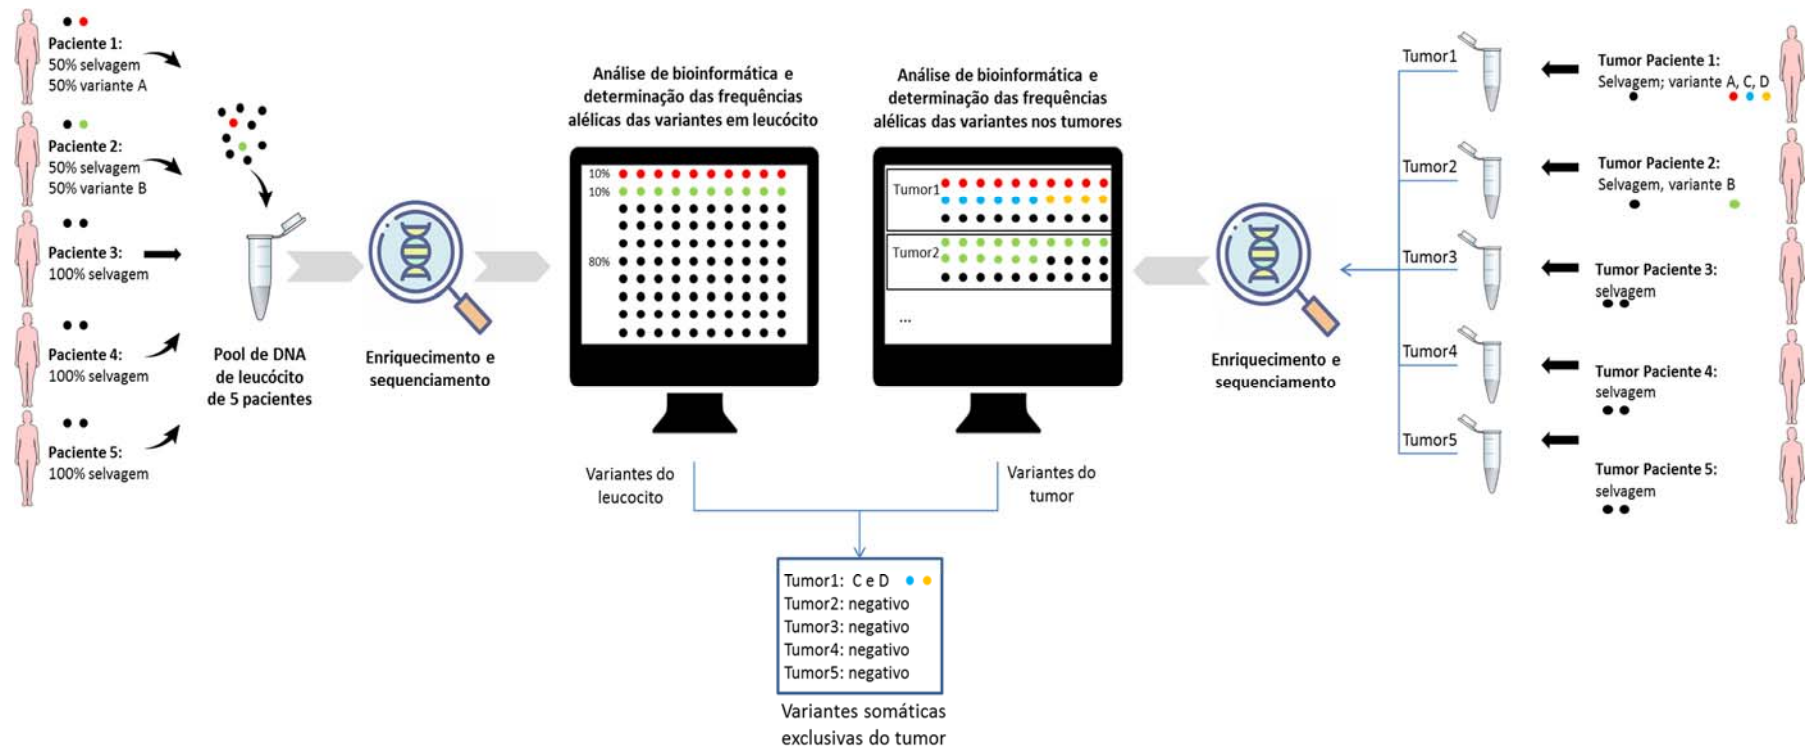 Paciente 1:
50% selvagem
50% variante A
Paciente 2:
50% selvagem
50% variante B
Paciente 3:
100% selvagem
Paciente 4:
100% selvagem
Paciente 5:
100% selvagem
Pool de DNA
de leucócito
de 5 pacientes
Enriquecimento e
sequenciamento
Análise de bioinformática e
determinação das frequências
alélicas das variantes em leucócito
10%
10%
80%
Análise de bioinformática e
determinação das frequências
alélicas das variantes nos tumores
Tumor1
Tumor2
...
Enriquecimento e
sequenciamento
Tumor1
Tumor2
Tumor3
Tumor4
Tumor5
Tumor Paciente 1:
Selvagem; variante A, C, D
Tumor Paciente 2:
Selvagem, variante B
Tumor Paciente 3:
selvagem
Tumor Paciente 4:
selvagem
Tumor Paciente 5:
selvagem
Variantes do
leucocito
Variantes do
tumor
Tumor1: C e D
Tumor2: negativo
Tumor3: negativo
Tumor4: negativo
Tumor5: negativo
Variantes somáticas
exclusivas do tumor